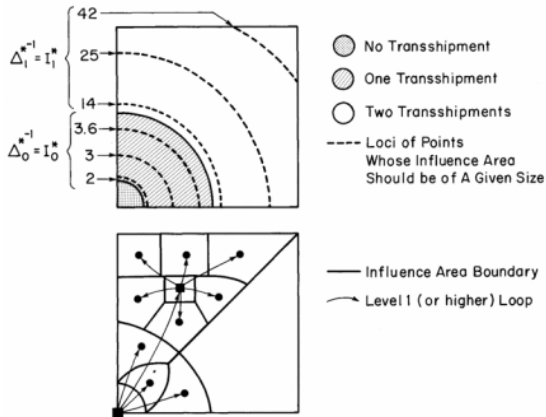 42
Δ₁*⁻¹ = I₁*
25
14
Δ₀*⁻¹ = I₀*
3.6
3
2
No Transshipment
One Transshipment
Two Transshipments
Loci of Points
Whose Influence Area
Should be of A Given Size
Influence Area Boundary
Level 1 (or higher) Loop